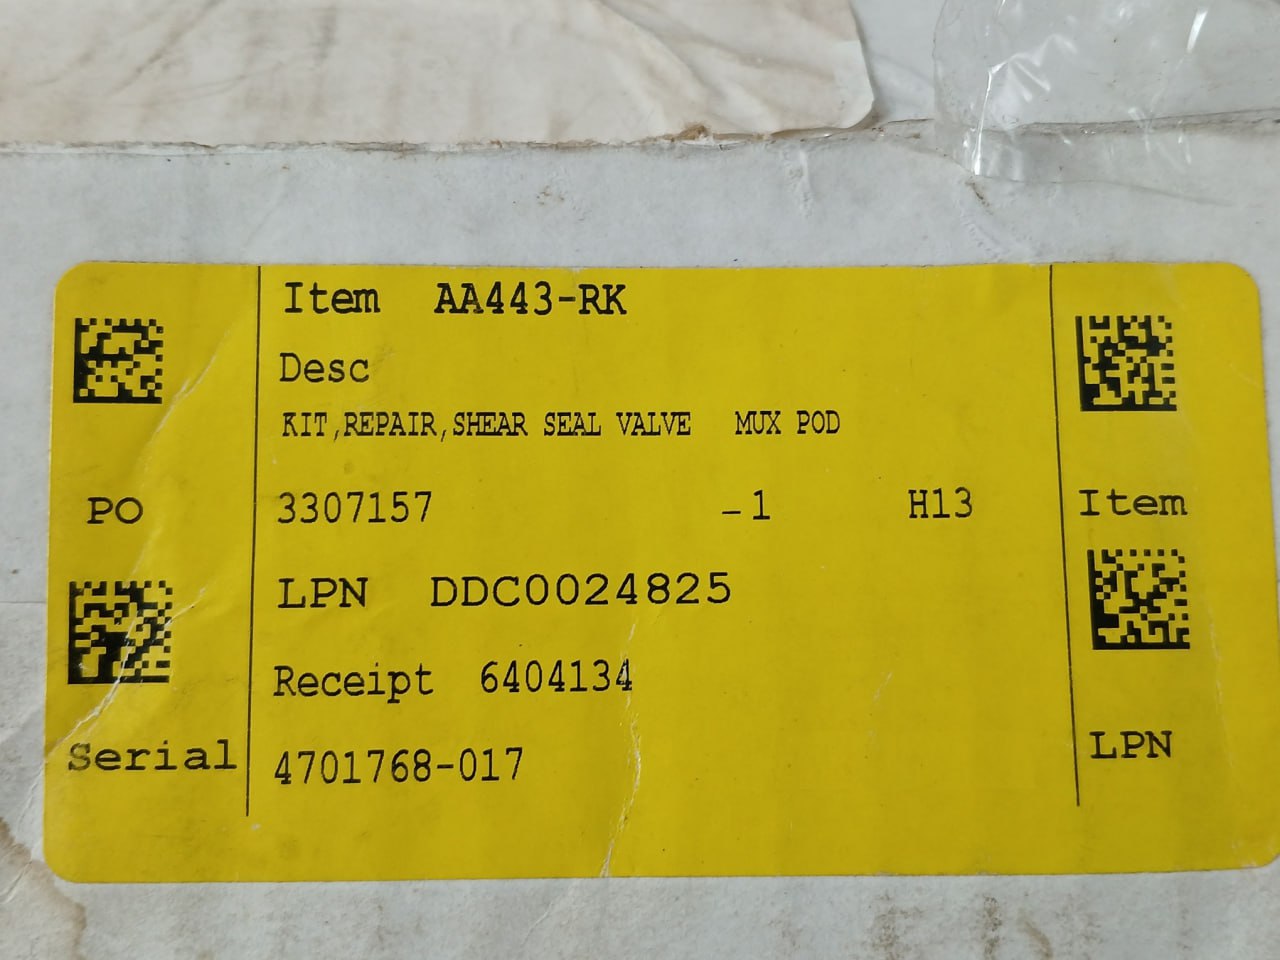 Item AA443-RK
Desc
KIT,REPAIR,SHEAR SEAL VALVE MUX POD
PO 3307157 -1 H13 Item
LPN DDC0024825
Receipt 6404134
Serial 4701768-017 LPN